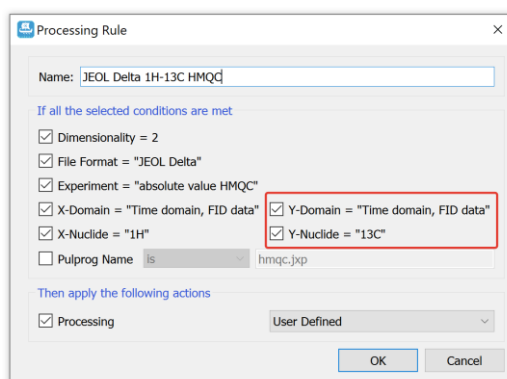 Processing Rule
Name: JEOL Delta 1H-13C HMQC
If all the selected conditions are met
Dimensionality = 2
File Format = "JEOL Delta"
Experiment = "absolute value HMQC"
X-Domain = "Time domain, FID data" Y-Domain = "Time domain, FID data"
X-Nuclide = "1H" Y-Nuclide = "13C"
Pulprog Name is hmqc.jxp
Then apply the following actions
Processing User Defined
OK Cancel